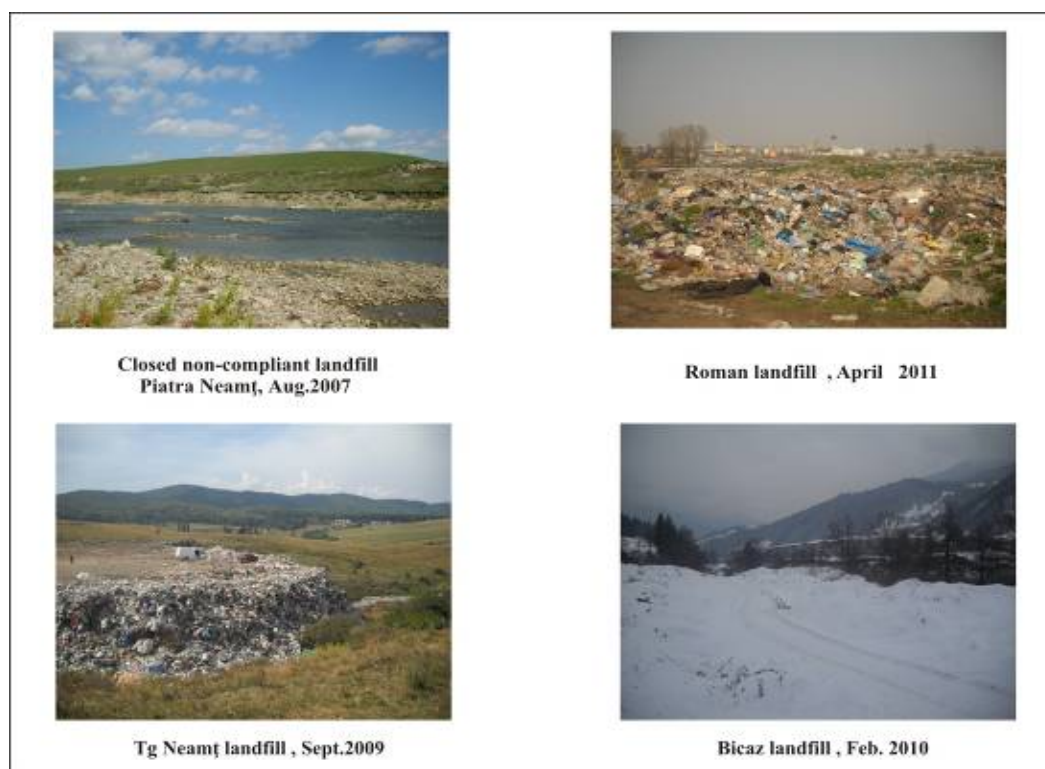 Closed non-compliant landfill
Piatra Neamţ, Aug.2007
Roman landfill , April 2011
Tg Neamţ landfill , Sept.2009
Bicaz landfill , Feb. 2010